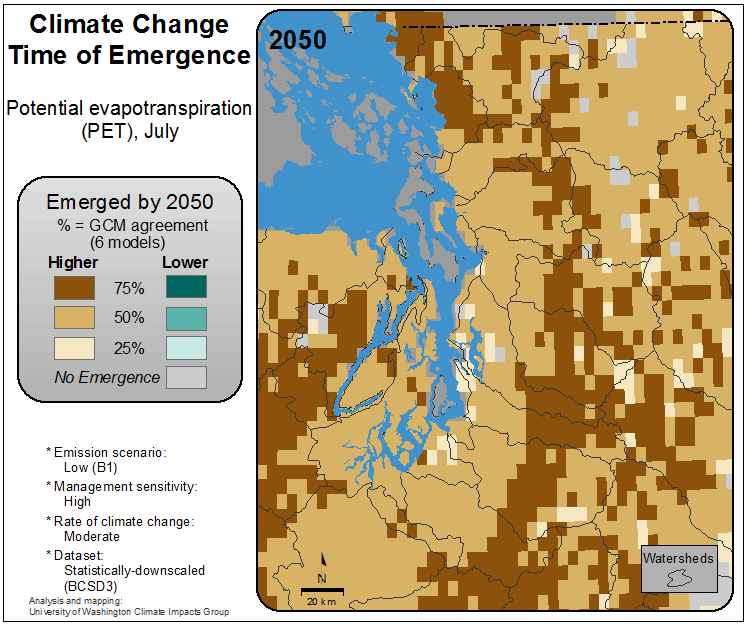 Climate Change
Time of Emergence
Potential evapotranspiration
(PET), July
Emerged by 2050
% = GCM agreement
(6 models)
Higher Lower
75%
50%
25%
No Emergence
* Emission scenario:
Low (B1)
* Management sensitivity:
High
* Rate of climate change:
Moderate
* Dataset:
Statistically-downscaled
(BCSD3)
Analysis and mapping:
University of Washington Climate Impacts Group
2050
N
20 km
Watersheds